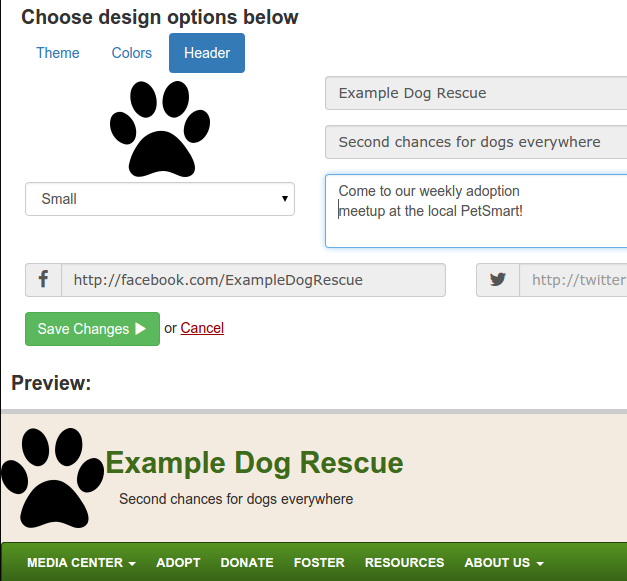 Choose design options below
Theme Colors Header
Example Dog Rescue
Second chances for dogs everywhere
Small
Come to our weekly adoption
meetup at the local PetSmart!
http://facebook.com/ExampleDogRescue
http://twitter
Save Changes or Cancel
Preview:
Example Dog Rescue
Second chances for dogs everywhere
MEDIA CENTER ADOPT DONATE FOSTER RESOURCES ABOUT US